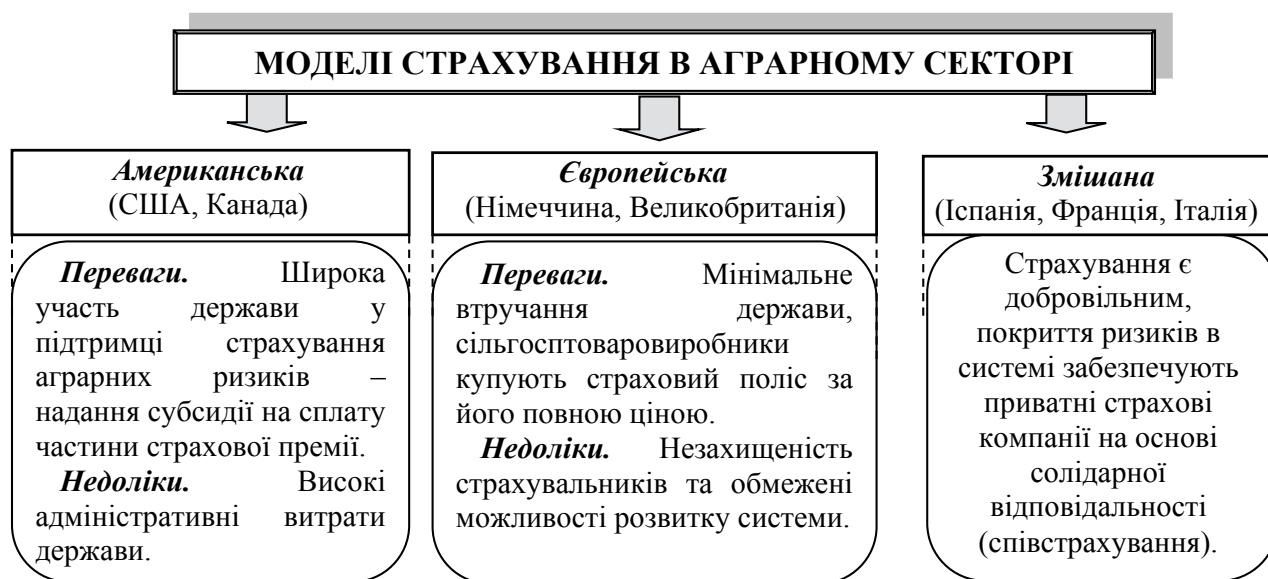 МОДЕЛІ СТРАХУВАННЯ В АГРАРНОМУ СЕКТОРІ
Американська
(США, Канада)
Переваги. Широка
участь держави у
підтримці страхування
аграрних ризиків –
надання субсидії на сплату
частини страхової премії.
Недоліки. Високі
адміністративні витрати
держави.
Європейська
(Німеччина, Великобританія)
Переваги. Мінімальне
втручання держави,
сільгосптоваровиробники
купують страховий поліс за
його повною ціною.
Недоліки. Незахищеність
страхувальників та обмежені
можливості розвитку системи.
Змішана
(Іспанія, Франція, Італія)
Страхування є
добровільним,
покриття ризиків в
системі забезпечують
приватні страхові
компанії на основі
солідарної
відповідальності
(співстрахування).